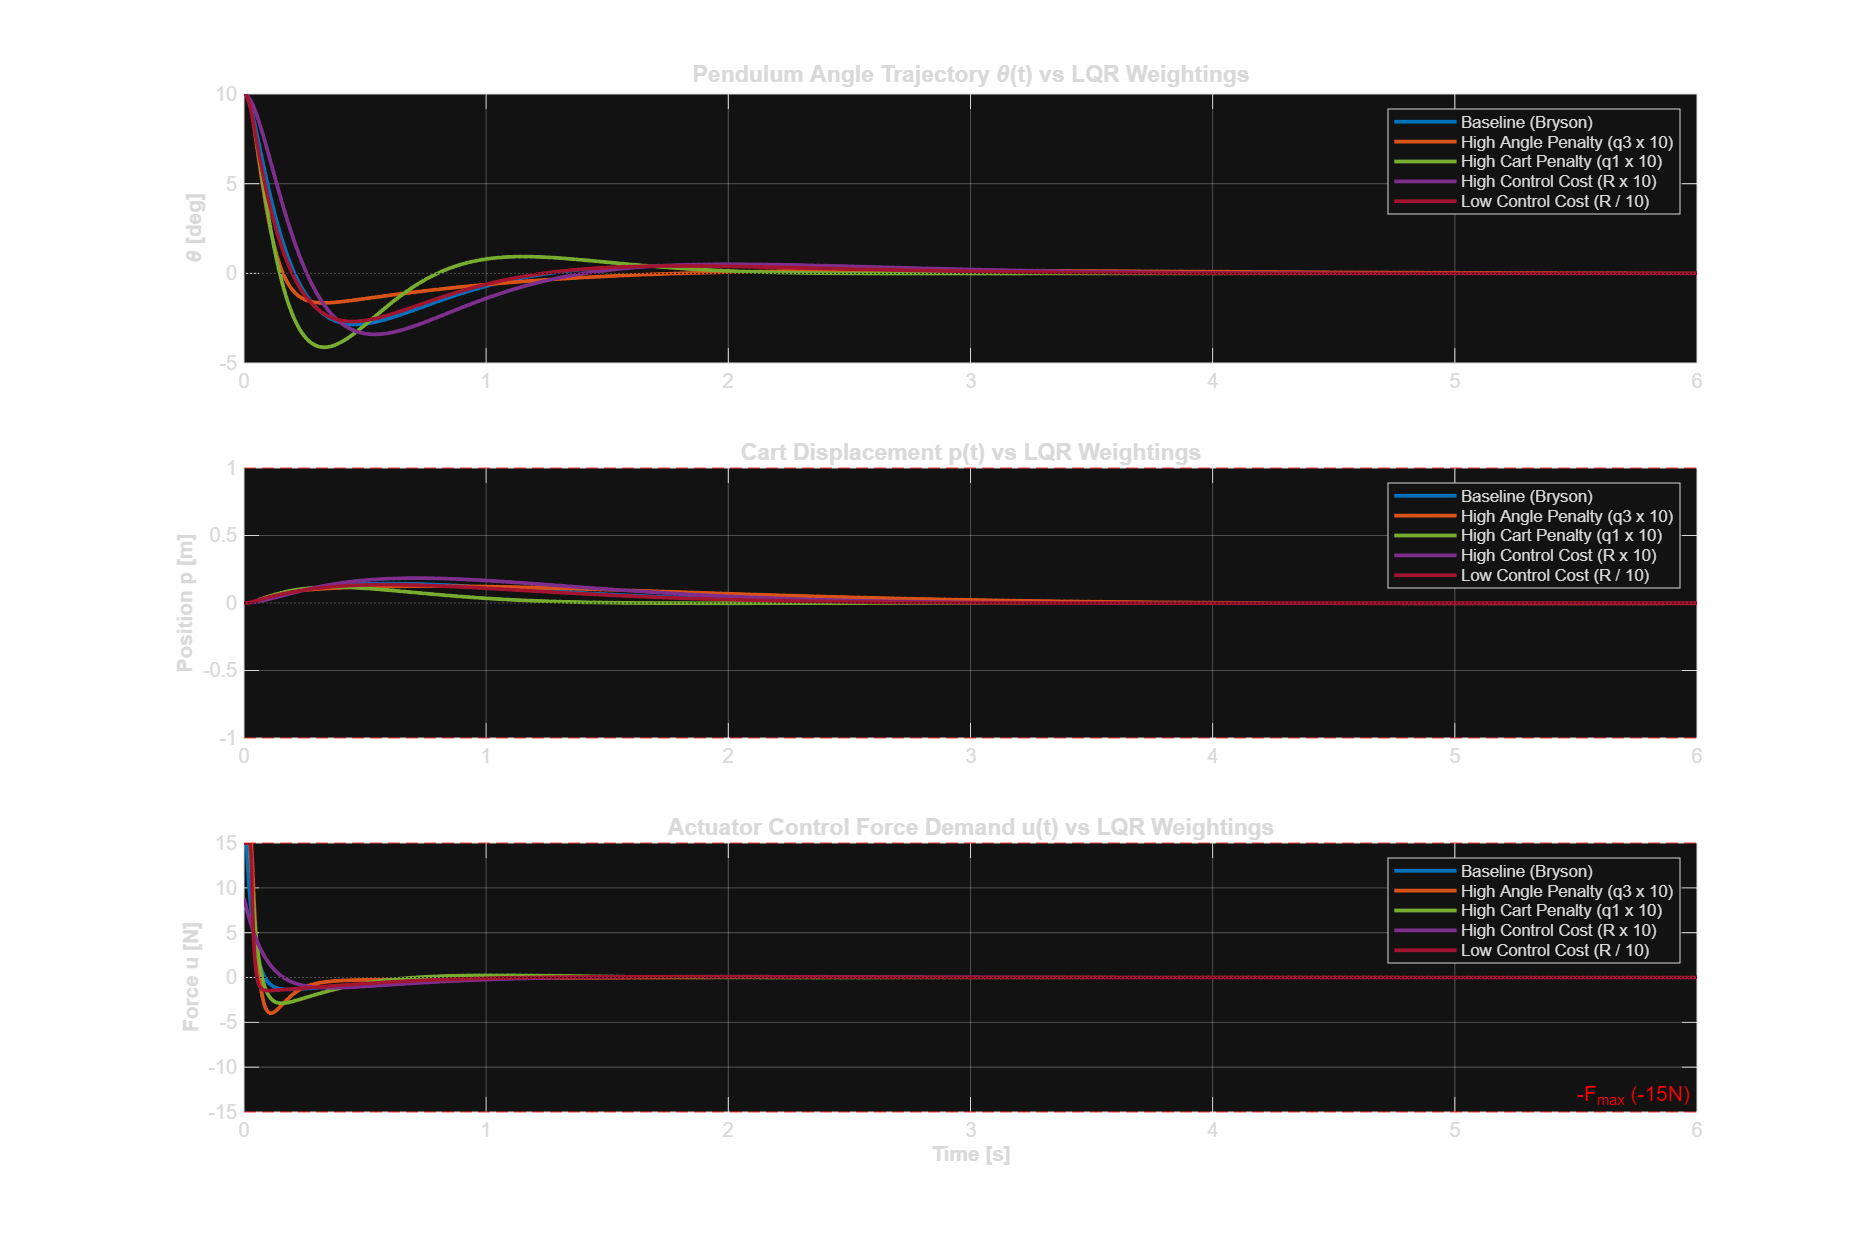 Pendulum Angle Trajectory θ(t) vs LQR Weightings
10
5
0
-5
θ [deg]
0 1 2 3 4 5 6
Baseline (Bryson)
High Angle Penalty (q3 x 10)
High Cart Penalty (q1 x 10)
High Control Cost (R x 10)
Low Control Cost (R / 10)
Cart Displacement p(t) vs LQR Weightings
1
0.5
0
-0.5
-1
Position p [m]
0 1 2 3 4 5 6
Baseline (Bryson)
High Angle Penalty (q3 x 10)
High Cart Penalty (q1 x 10)
High Control Cost (R x 10)
Low Control Cost (R / 10)
Actuator Control Force Demand u(t) vs LQR Weightings
15
10
5
0
-5
-10
-15
Force u [N]
Baseline (Bryson)
High Angle Penalty (q3 x 10)
High Cart Penalty (q1 x 10)
High Control Cost (R x 10)
Low Control Cost (R / 10)
-Fmax (-15N)
0 1 2 3 4 5 6
Time [s]